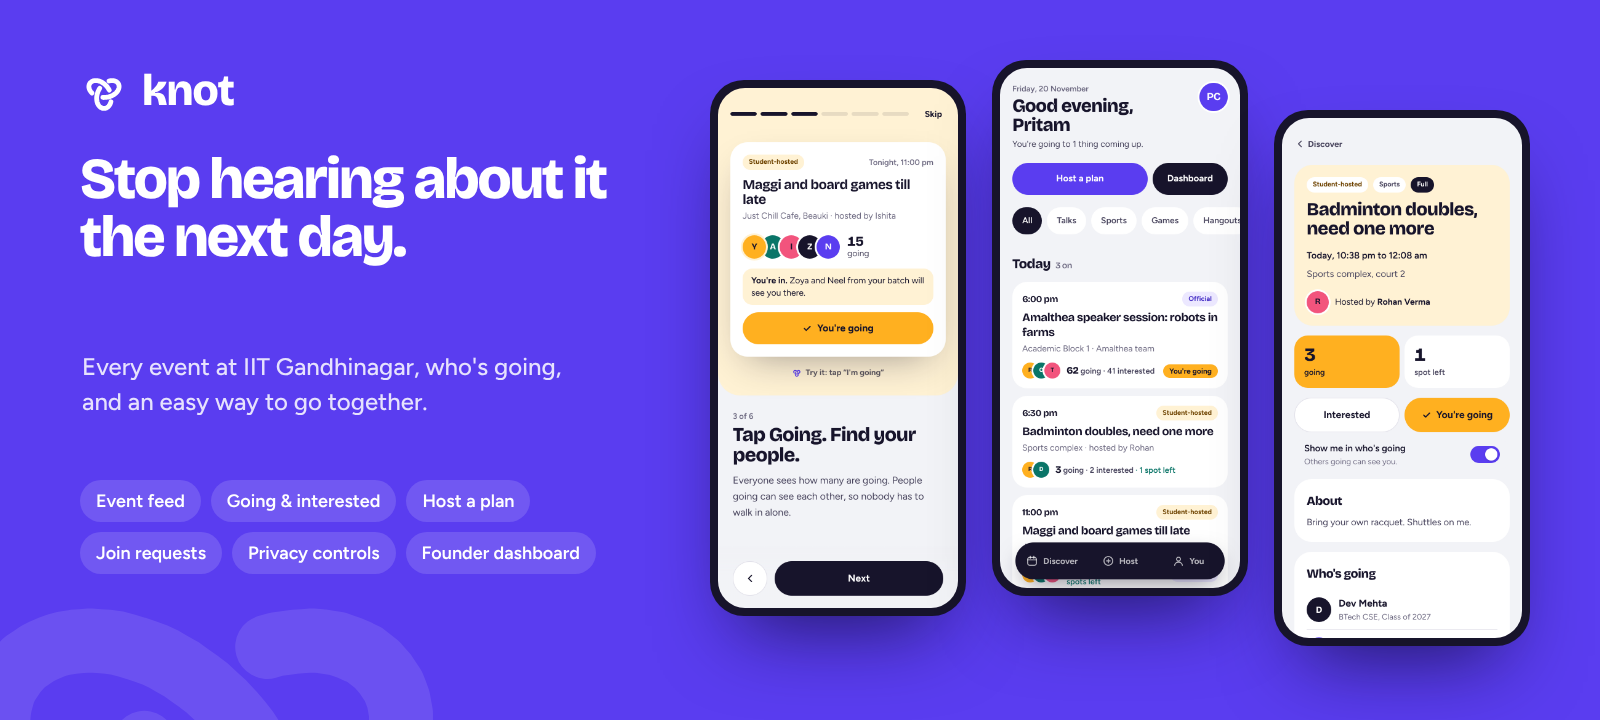 knot
Stop hearing about it
the next day.
Every event at IIT Gandhinagar, who's going,
and an easy way to go together.
Event feed
Going & interested
Host a plan
Join requests
Privacy controls
Founder dashboard
Skip
Student-hosted
Tonight, 11:00 pm
Maggi and board games till
late
Just Chill Cafe, Beauki · hosted by Ishita
Y A I Z N
15
going
You're in. Zoya and Neel from your batch will
see you there.
✓ You're going
Try it: tap "I'm going"
3 of 6
Tap Going. Find your
people.
Everyone sees how many are going. People
going can see each other, so nobody has to
walk in alone.
Next
Friday, 20 November
Good evening,
Pritam
PC
You're going to 1 thing coming up.
Host a plan
Dashboard
All
Talks
Sports
Games
Hangouts
Today 3 on
6:00 pm
Official
Amalthea speaker session: robots in
farms
Academic Block 1 · Amalthea team
62 going · 41 interested
You're going
6:30 pm
Student-hosted
Badminton doubles, need one more
Sports complex · hosted by Rohan
D
3 going · 2 interested · 1 spot left
11:00 pm
Student-hosted
Maggi and board games till late
Discover
Host
You
spots left
Discover
Student-hosted
Sports
Full
Badminton doubles,
need one more
Today, 10:38 pm to 12:08 am
Sports complex, court 2
R
Hosted by Rohan Verma
3
going
1
spot left
Interested
✓ You're going
Show me in who's going
Others going can see you.
About
Bring your own racquet. Shuttles on me.
Who's going
D
Dev Mehta
BTech CSE, Class of 2027